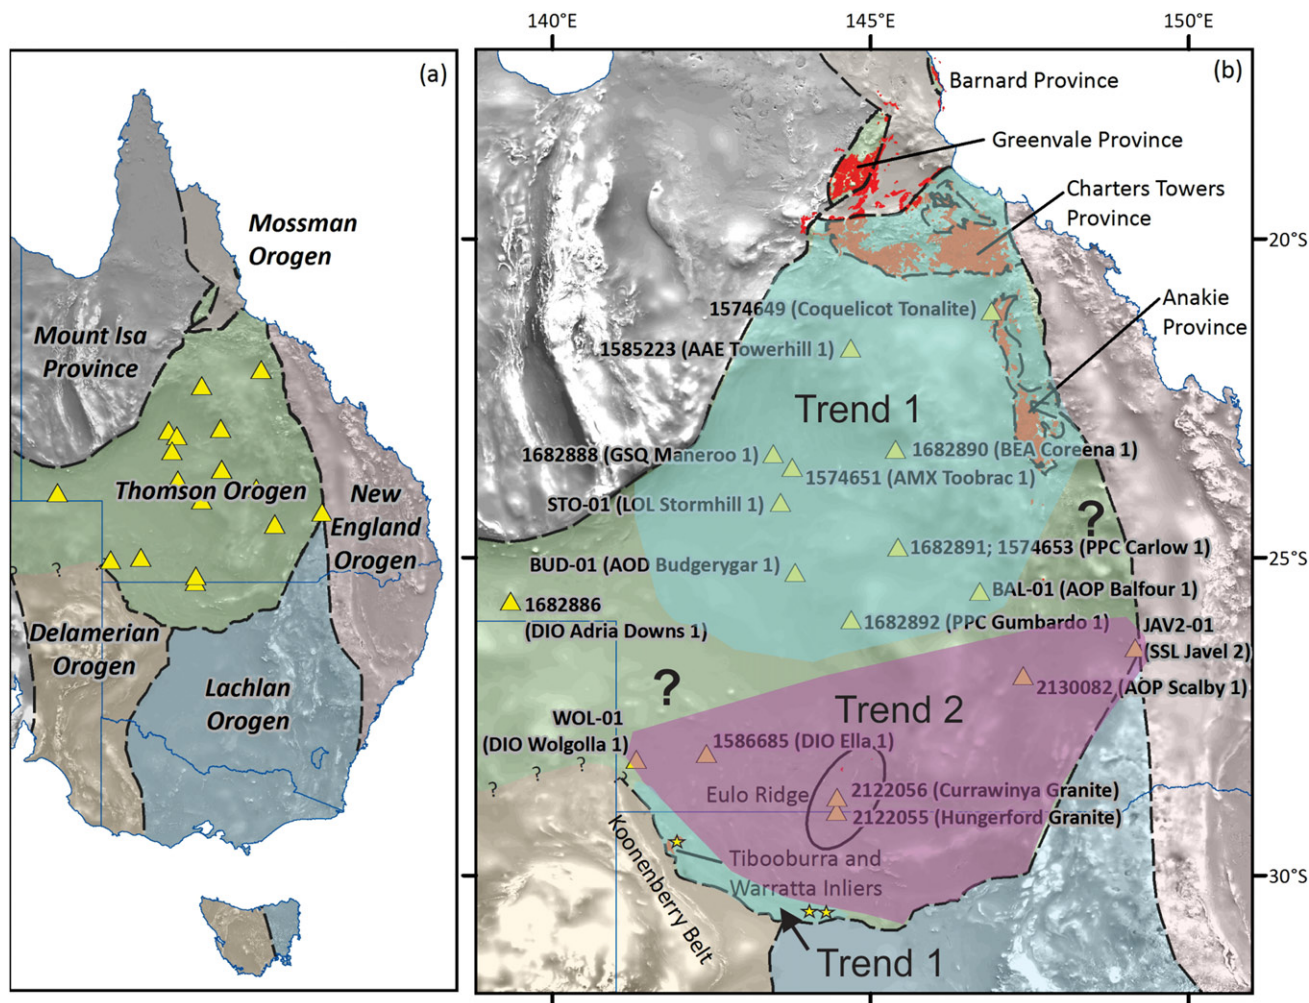 140°E
145°E
150°E
(a)
Mossman
Orogen
Mount Isa
Province
Thomson Orogen
New
England
Orogen
?
?
Delamerian
Orogen
Lachlan
Orogen
(b)
Barnard Province
Greenvale Province
Charters Towers
Province
20°S
1574649 (Coquelicot Tonalite)
Anakie
Province
1585223 (AAE Towerhill 1)
Trend 1
1682888 (GSQ Maneroo 1)
1682890 (BEA Coreena 1)
1574651 (AMX Toobrac 1)
STO-01 (LOL Stormhill 1)
?
1682891; 1574653 (PPC Carlow 1)
25°S
BUD-01 (AOD Budgerygar 1)
BAL-01 (AOP Balfour 1)
1682886
(DIO Adria Downs 1)
1682892 (PPC Gumbardo 1)
JAV2-01
(SSL Javel 2)
?
2130082 (AOP Scalby 1)
Trend 2
WOL-01
(DIO Wolgolla 1)
1586685 (DIO Ella 1)
? ? ? ?
Eulo Ridge
2122056 (Currawinya Granite)
2122055 (Hungerford Granite)
Koonenberry Belt
Tibooburra and
Warratta Inliers
30°S
Trend 1